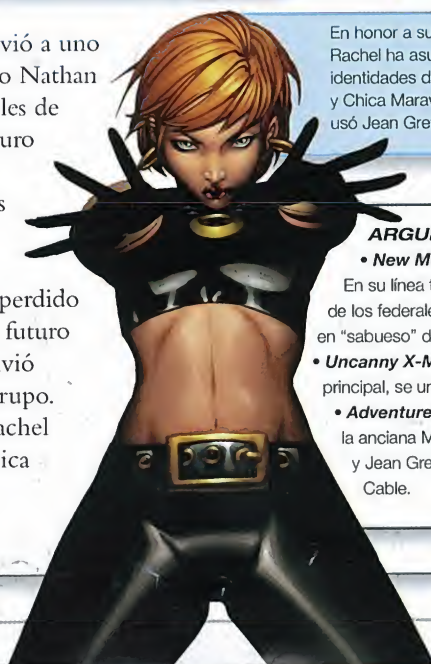 vió a uno
o Nathan
les de
uro
s
perdido
futuro
vió
rupo.
achel
ica
En honor a su
Rachel ha asu
identidades d
y Chica Marav
usó Jean Gre
ARGU
• New M
En su línea t
de los federale
en "sabueso" d
• Uncanny X-M
principal, se un
• Adventure
la anciana M
y Jean Gre
Cable.